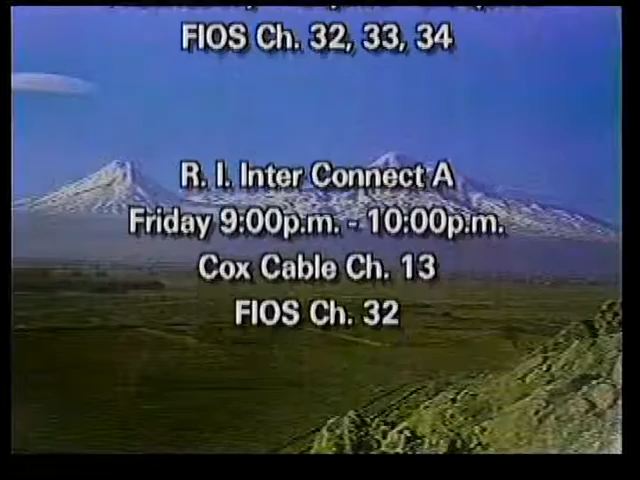 FIOS Ch. 32, 33, 34
R. I. Inter Connect A
Friday 9:00p.m. - 10:00p.m.
Cox Cable Ch. 13
FIOS Ch. 32